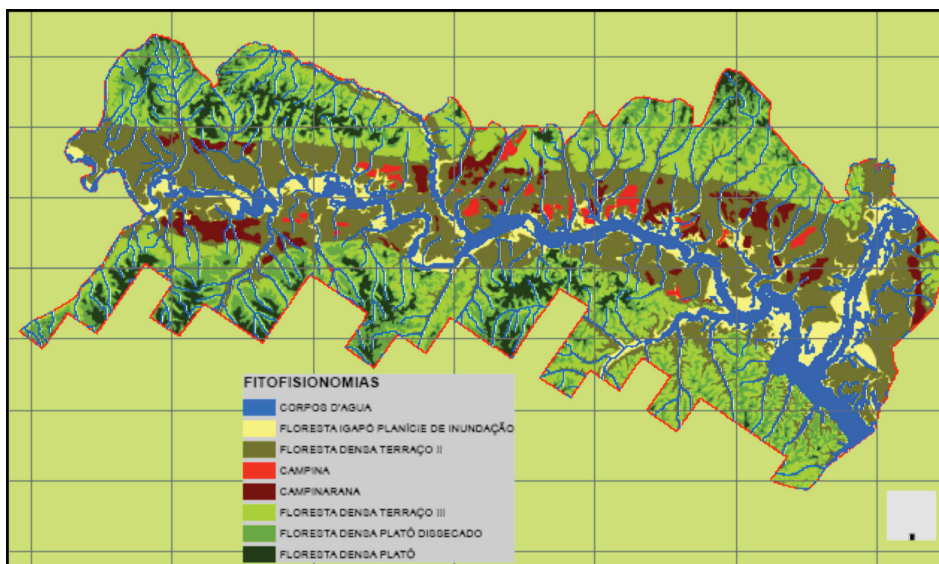 FITOFISIONOMIAS
CORPOS D'AGUA
FLORESTA IGAPÓ PLANÍCIE DE INUNDAÇÃO
FLORESTA DENSA TERRAÇO II
CAMPINA
CAMPINARANA
FLORESTA DENSA TERRAÇO III
FLORESTA DENSA PLATÔ DISSECADO
FLORESTA DENSA PLATÔ